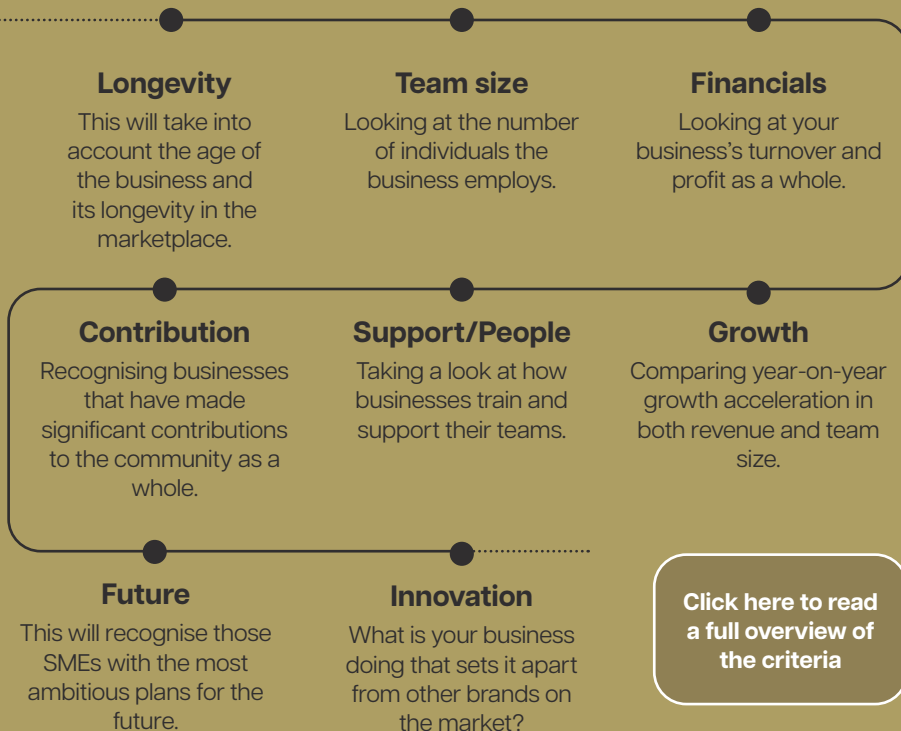 Longevity
This will take into
account the age of
the business and
its longevity in the
marketplace.
Team size
Looking at the number
of individuals the
business employs.
Financials
Looking at your
business's turnover and
profit as a whole.
Contribution
Recognising businesses
that have made
significant contributions
to the community as a
whole.
Support/People
Taking a look at how
businesses train and
support their teams.
Growth
Comparing year-on-year
growth acceleration in
both revenue and team
size.
Future
This will recognise those
SMEs with the most
ambitious plans for the
future.
Innovation
What is your business
doing that sets it apart
from other brands on
the market?
Click here to read
a full overview of
the criteria